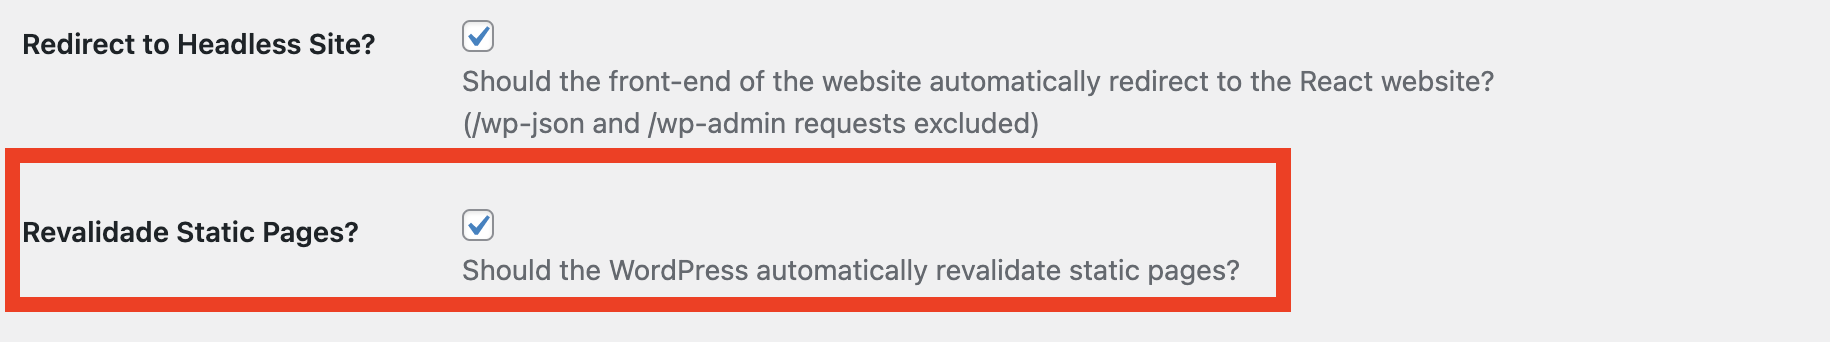 Redirect to Headless Site?
Should the front-end of the website automatically redirect to the React website?
(/wp-json and /wp-admin requests excluded)
Revalidade Static Pages?
Should the WordPress automatically revalidate static pages?